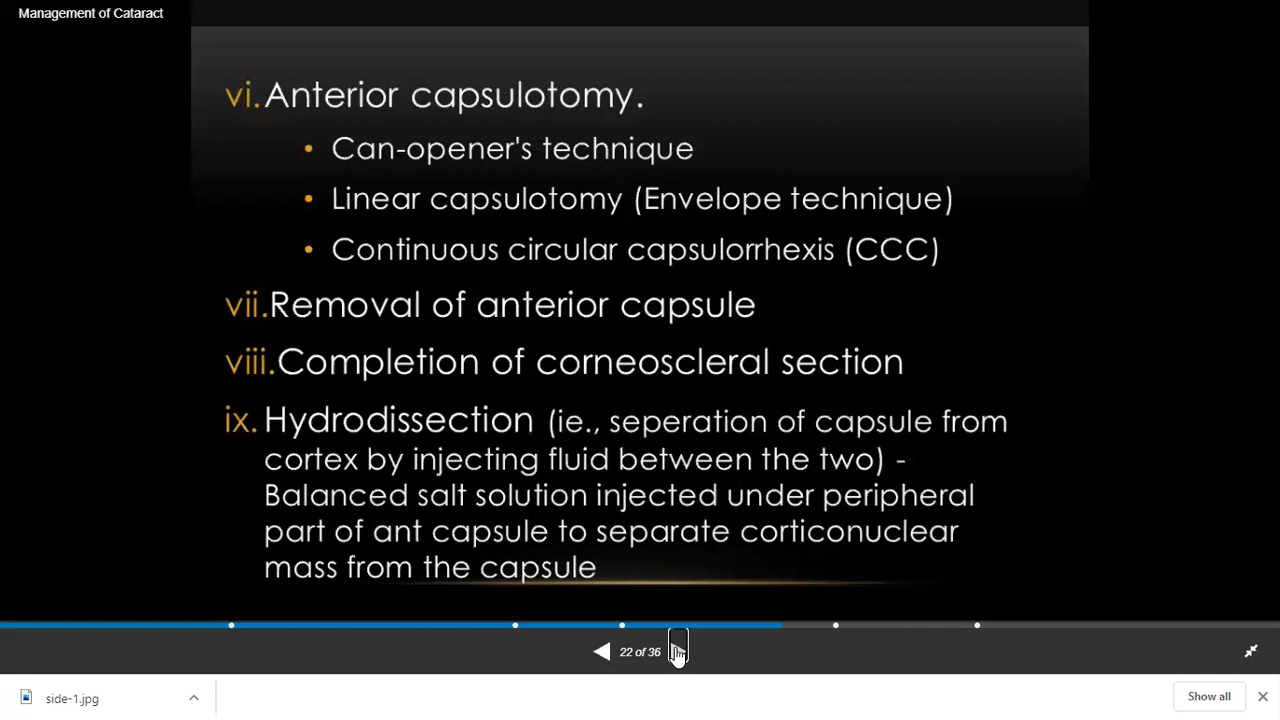 Management of Cataract
vi. Anterior capsulotomy.
• Can-opener's technique
• Linear capsulotomy (Envelope technique)
• Continuous circular capsulorrhexis (CCC)
vii. Removal of anterior capsule
viii. Completion of corneoscleral section
ix. Hydrodissection (ie., seperation of capsule from
cortex by injecting fluid between the two) -
Balanced salt solution injected under peripheral
part of ant capsule to separate corticonuclear
mass from the capsule
22 of 36
side-1.jpg
Show all